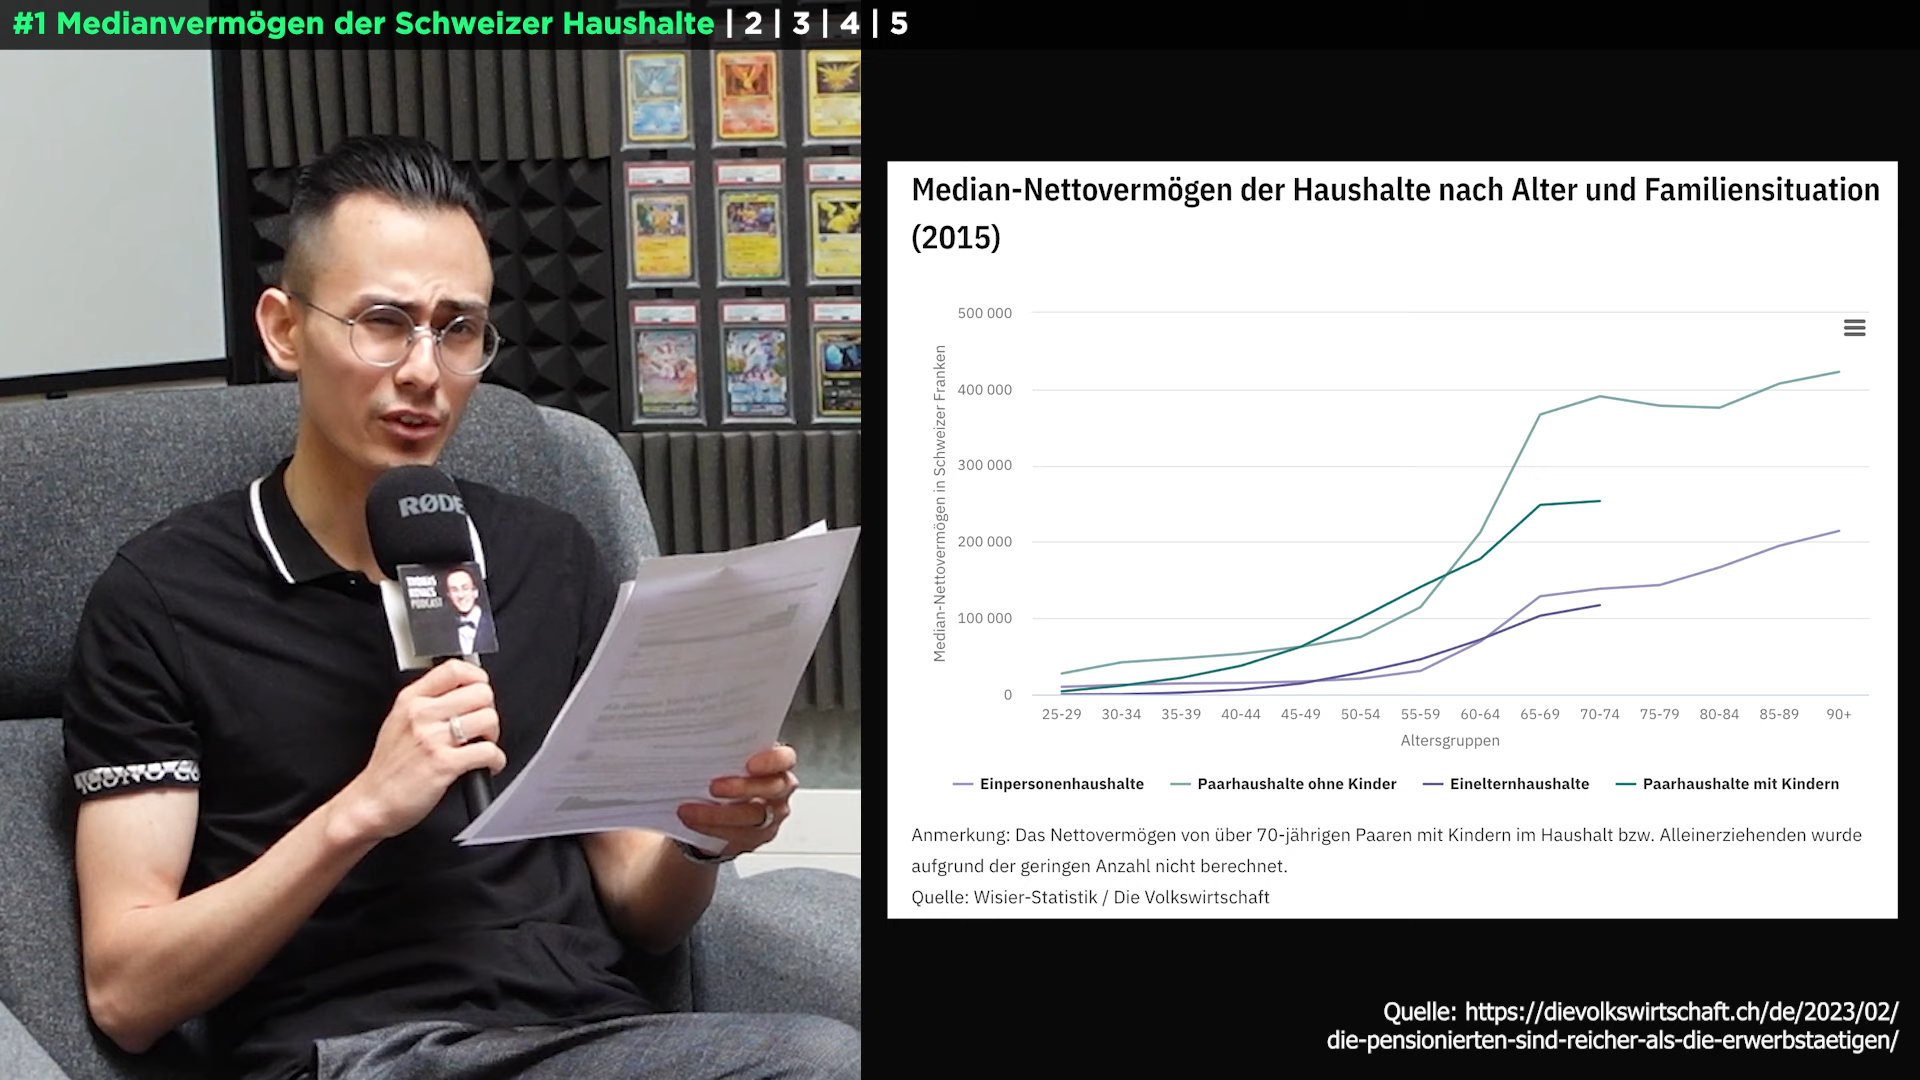 #1 Medianvermögen der Schweizer Haushalte | 2 | 3 | 4 | 5
RØDE
PODCAST
Median-Nettovermögen der Haushalte nach Alter und Familiensituation
(2015)
Median-Nettovermögen in Schweizer Franken
500 000
400 000
300 000
200 000
100 000
0
25-29 30-34 35-39 40-44 45-49 50-54 55-59 60-64 65-69 70-74 75-79 80-84 85-89 90+
Altersgruppen
Einpersonenhaushalte Paarhaushalte ohne Kinder Einelternhaushalte Paarhaushalte mit Kindern
Anmerkung: Das Nettovermögen von über 70-jährigen Paaren mit Kindern im Haushalt bzw. Alleinerziehenden wurde
aufgrund der geringen Anzahl nicht berechnet.
Quelle: Wisier-Statistik / Die Volkswirtschaft
Quelle: https://dievolkswirtschaft.ch/de/2023/02/
die-pensionierten-sind-reicher-als-die-erwerbstaetigen/